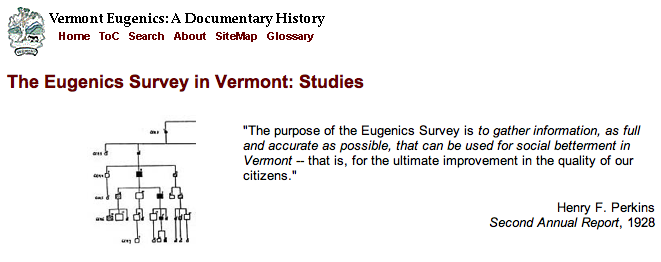 Vermont Eugenics: A Documentary History
Home ToC Search About SiteMap Glossary
The Eugenics Survey in Vermont: Studies
"The purpose of the Eugenics Survey is to gather information, as full
and accurate as possible, that can be used for social betterment in
Vermont -- that is, for the ultimate improvement in the quality of our
citizens."
Henry F. Perkins
Second Annual Report, 1928